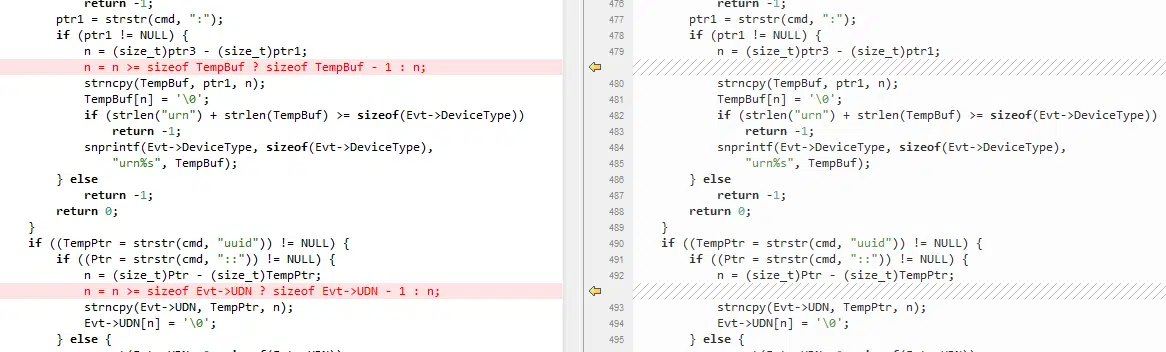 return -1;
ptr1 = strstr(cmd, ":");
if (ptr1 != NULL) {
n = (size_t)ptr3 - (size_t)ptr1;
n = n >= sizeof TempBuf ? sizeof TempBuf - 1 : n;
strncpy(TempBuf, ptr1, n);
TempBuf[n] = '\0';
if (strlen("urn") + strlen(TempBuf) >= sizeof(Evt->DeviceType))
return -1;
snprintf(Evt->DeviceType, sizeof(Evt->DeviceType),
"urn%s", TempBuf);
} else
return -1;
return 0;
}
if ((TempPtr = strstr(cmd, "uuid")) != NULL) {
if ((Ptr = strstr(cmd, "::")) != NULL) {
n = (size_t)Ptr - (size_t)TempPtr;
n = n >= sizeof Evt->UDN ? sizeof Evt->UDN - 1 : n;
strncpy(Evt->UDN, TempPtr, n);
Evt->UDN[n] = '\0';
} else {
476 return -1;
477 ptr1 = strstr(cmd, ":");
478 if (ptr1 != NULL) {
479 n = (size_t)ptr3 - (size_t)ptr1;
480 strncpy(TempBuf, ptr1, n);
481 TempBuf[n] = '\0';
482 if (strlen("urn") + strlen(TempBuf) >= sizeof(Evt->DeviceType))
483 return -1;
484 snprintf(Evt->DeviceType, sizeof(Evt->DeviceType),
485 "urn%s", TempBuf);
486 } else
487 return -1;
488 return 0;
489 }
490 if ((TempPtr = strstr(cmd, "uuid")) != NULL) {
491 if ((Ptr = strstr(cmd, "::")) != NULL) {
492 n = (size_t)Ptr - (size_t)TempPtr;
493 strncpy(Evt->UDN, TempPtr, n);
494 Evt->UDN[n] = '\0';
495 } else {